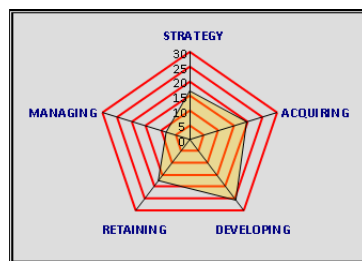 STRATEGY
30
25
20
15
10
5
0
MANAGING
ACQUIRING
RETAINING
DEVELOPING